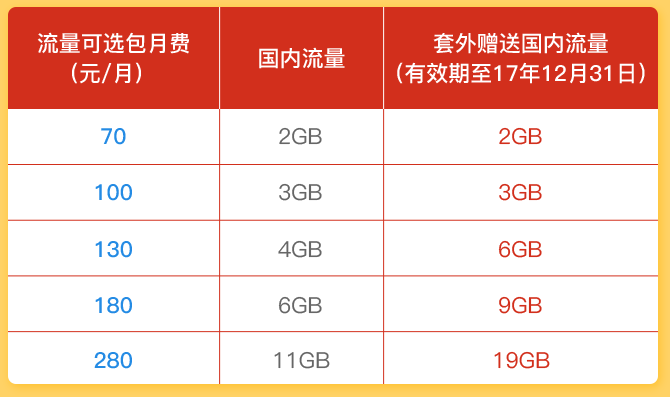 流量可选包月费
（元/月）
国内流量
套外赠送国内流量
（有效期至17年12月31日）
70 2GB 2GB
100 3GB 3GB
130 4GB 6GB
180 6GB 9GB
280 11GB 19GB